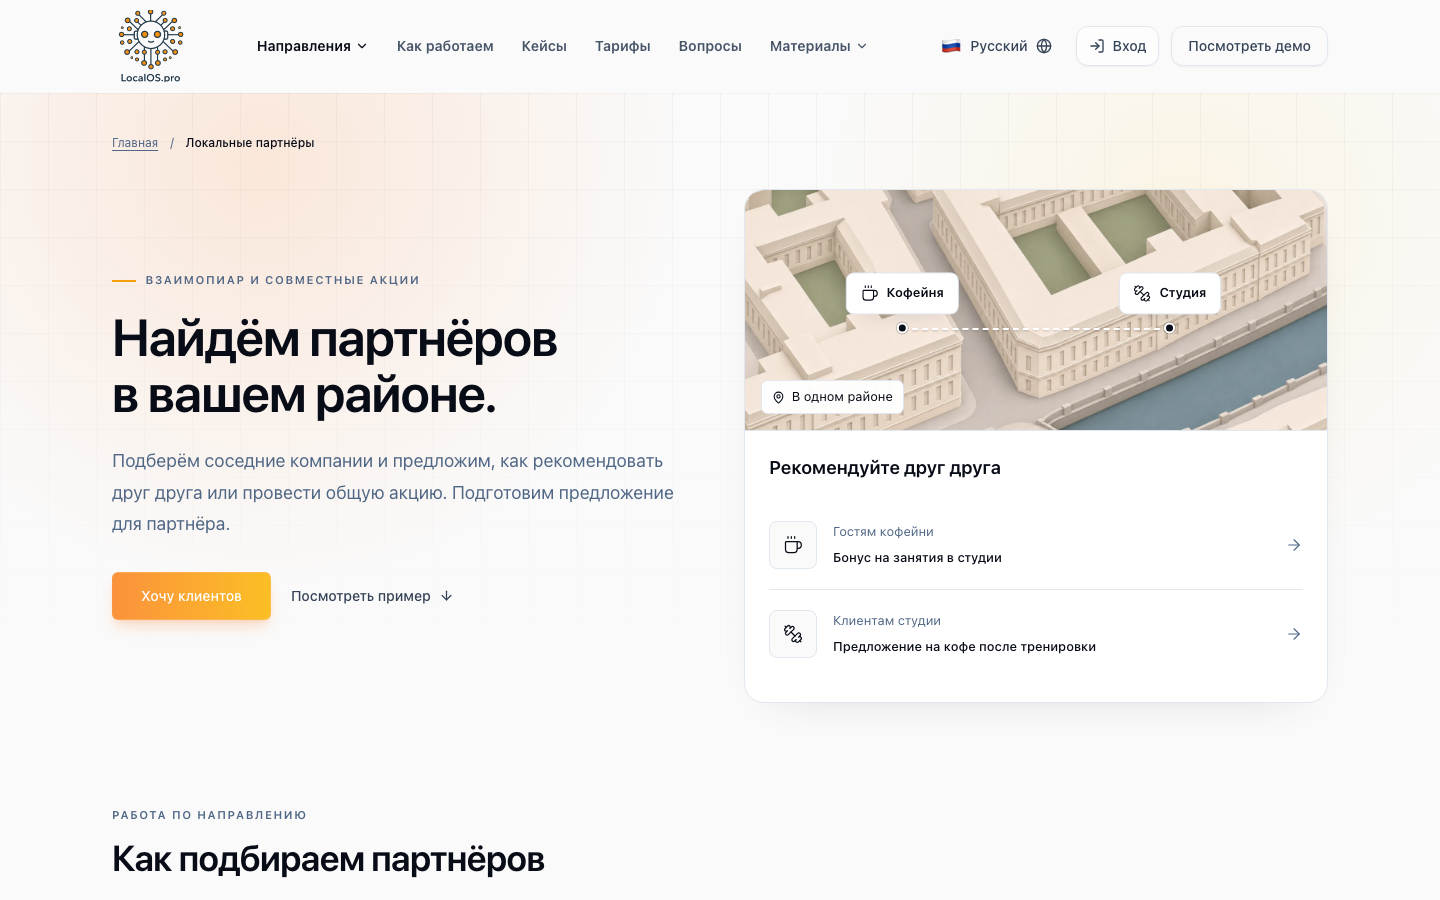 LocalOS.pro
Направления
Как работаем
Кейсы
Тарифы
Вопросы
Материалы
Русский
Вход
Посмотреть демо
Главная / Локальные партнёры
ВЗАИМОПИАР И СОВМЕСТНЫЕ АКЦИИ
Найдём партнёров
в вашем районе.
Подберём соседние компании и предложим, как рекомендовать
друг друга или провести общую акцию. Подготовим предложение
для партнёра.
Хочу клиентов
Посмотреть пример
Кофейня
Студия
В одном районе
Рекомендуйте друг друга
Гостям кофейни
Бонус на занятия в студии
Клиентам студии
Предложение на кофе после тренировки
РАБОТА ПО НАПРАВЛЕНИЮ
Как подбираем партнёров